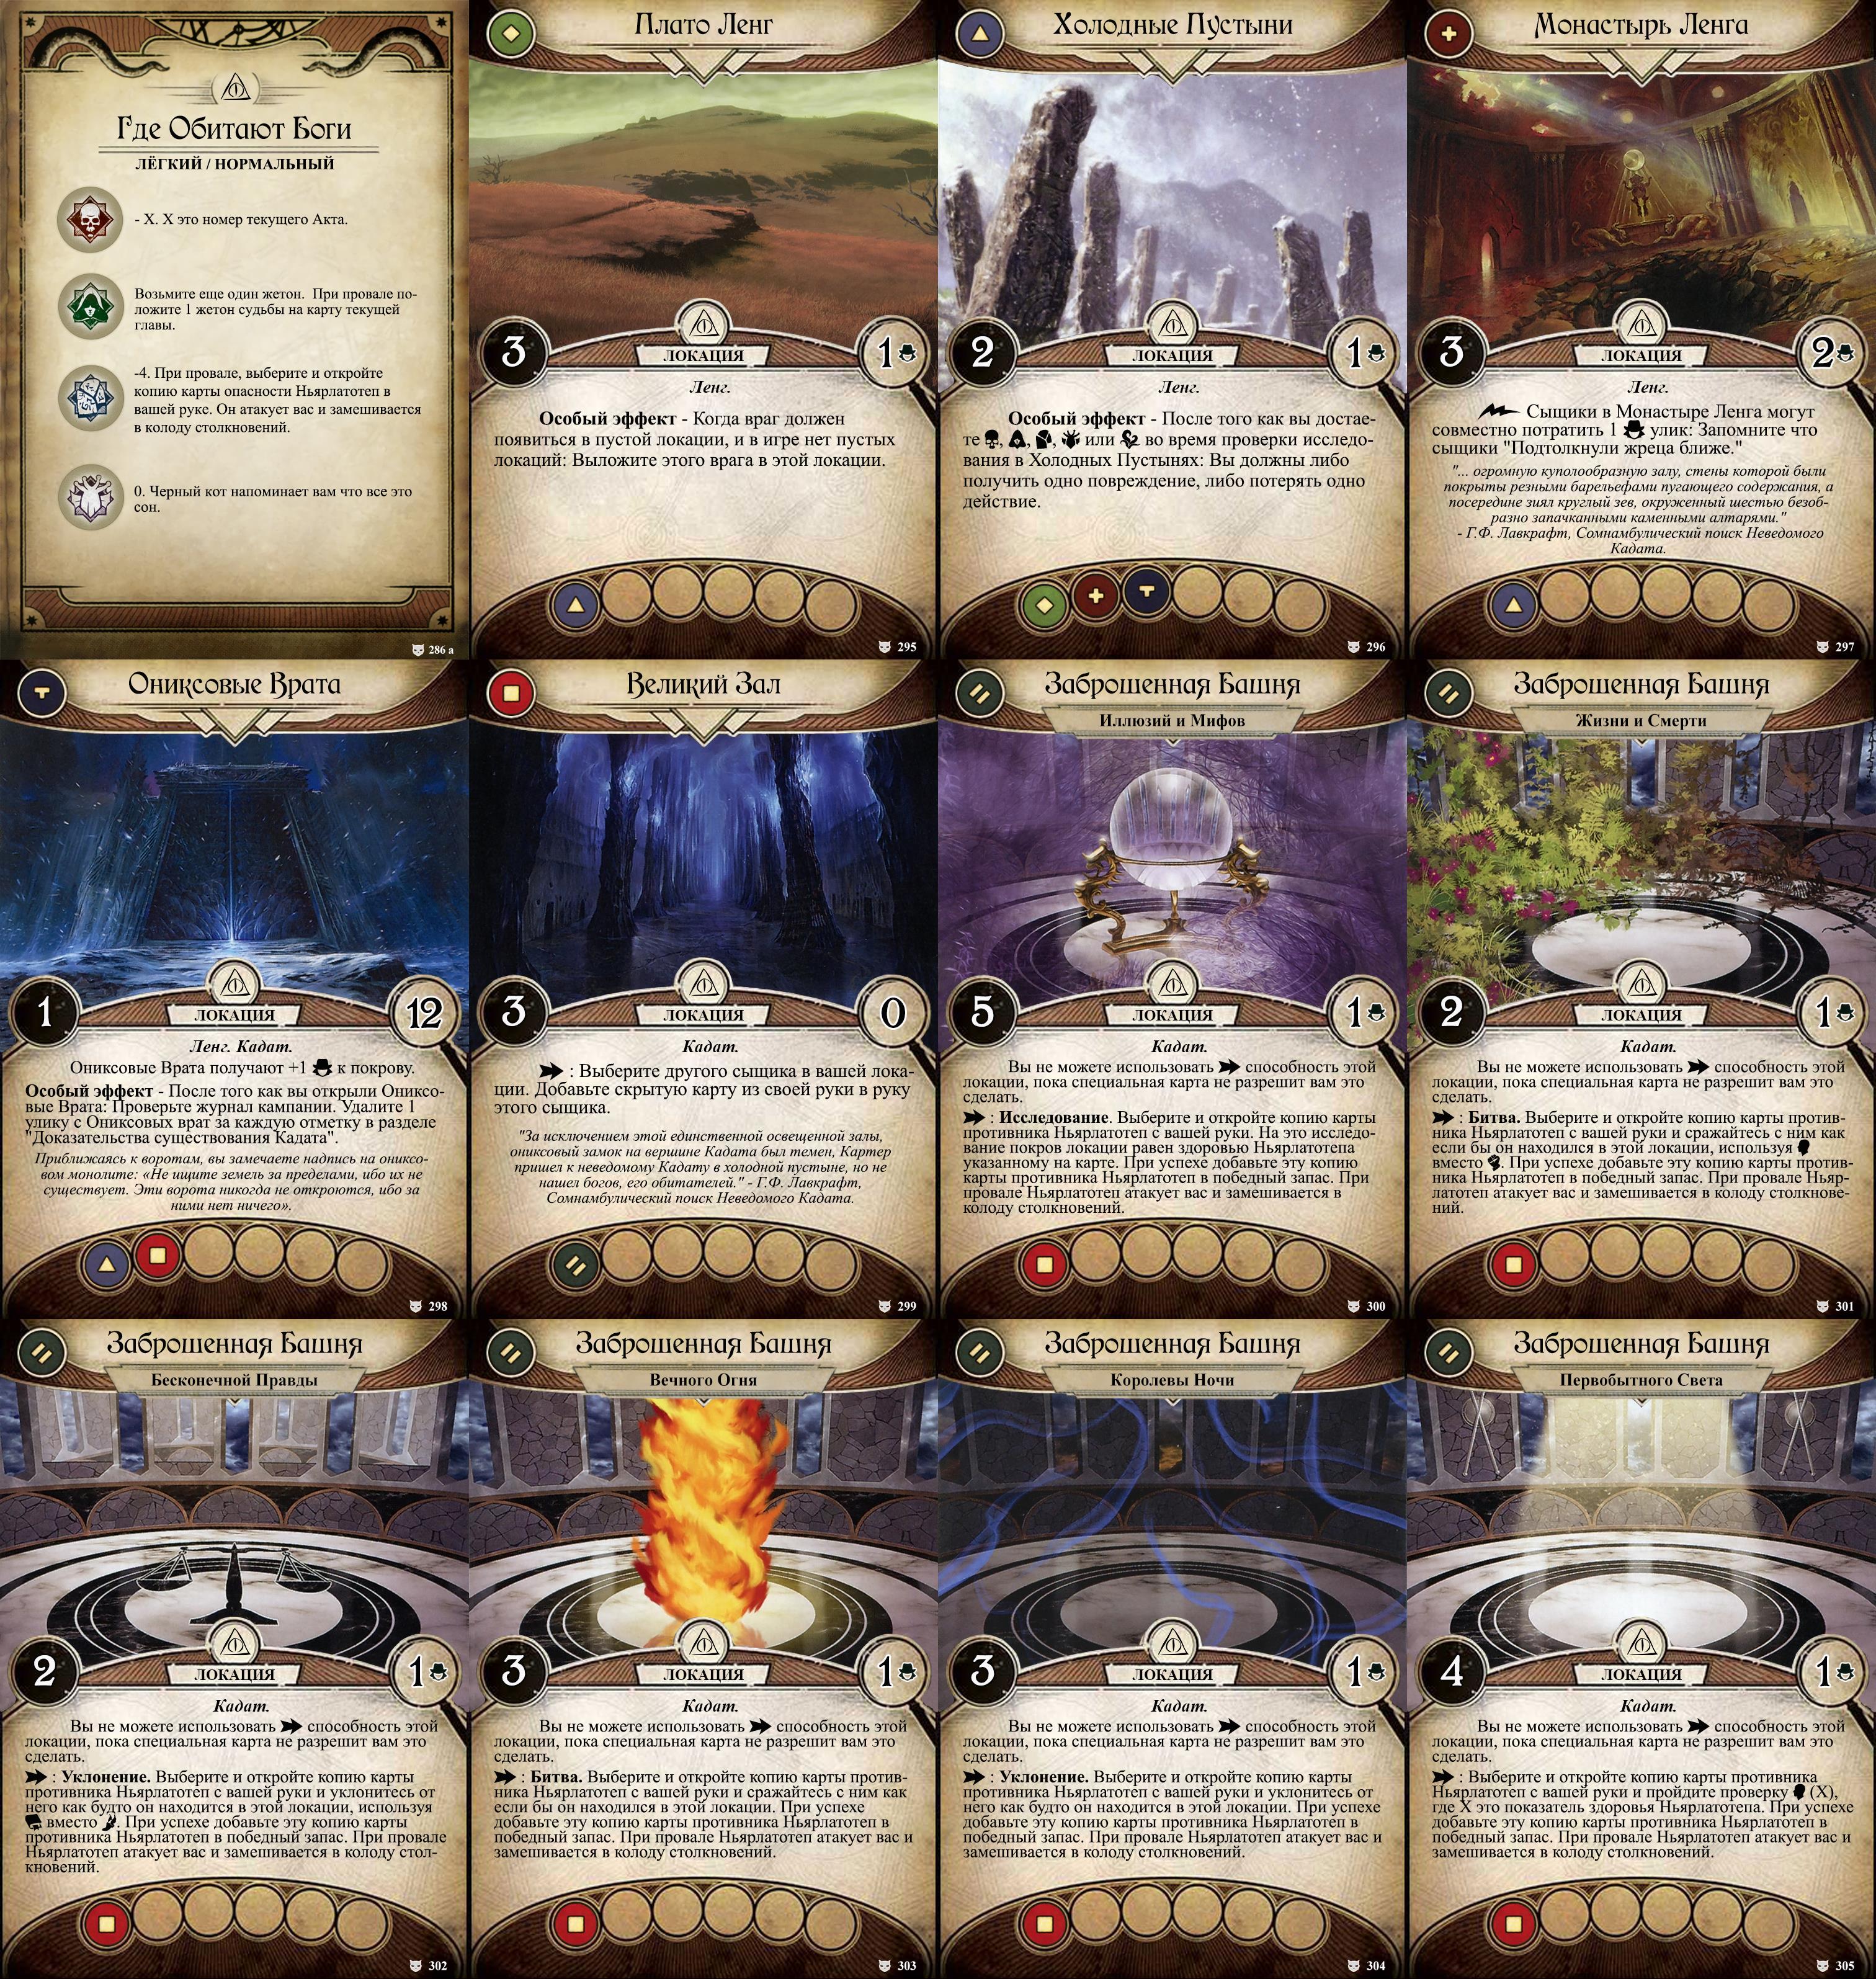 Где Обитают Боги
ЛЁГКИЙ / НОРМАЛЬНЫЙ
- X. X это номер текущего Акта.
Возьмите еще один жетон. При провале по-
ложите 1 жетон судьбы на карту текущей
главы.
-4. При провале, выберите и откройте
копию карты опасности Ньярлатотеп в
вашей руке. Он атакует вас и замешивается
в колоду столкновений.
0. Черный кот напоминает вам что все это
сон.
286 a
Плато Ленг
3
ЛОКАЦИЯ
1
Ленг.
Особый эффект - Когда враг должен
появиться в пустой локации, и в игре нет пустых
локаций: Выложите этого врага в этой локации.
295
Холодные Пустыни
2
ЛОКАЦИЯ
1
Ленг.
Особый эффект - После того как вы достае-
те , , , или во время проверки исследо-
вания в Холодных Пустынях: Вы должны либо
получить одно повреждение, либо потерять одно
действие.
296
Монастырь Ленга
3
ЛОКАЦИЯ
2
Ленг.
Сыщики в Монастыре Ленга могут
совместно потратить 1 улик: Запомните что
сыщики "Подтолкнули жреца ближе."
"... огромную куполообразную залу, стены которой были
покрыты резными барельефами пугающего содержания, а
посередине зиял круглый зев, окруженный шестью безоб-
разно запачканными каменными алтарями."
- Г.Ф. Лавкрафт, Сомнамбулический поиск Неведомого
Кадата.
297
Ониксовые Врата
1
ЛОКАЦИЯ
12
Ленг. Кадат.
Ониксовые Врата получают +1 к покрову.
Особый эффект - После того как вы открыли Ониксо-
вые Врата: Проверьте журнал кампании. Удалите 1
улику с Ониксовых врат за каждую отметку в разделе
"Доказательства существования Кадата".
Приближаясь к воротам, вы замечаете надпись на ониксо-
вом монолите: «Не ищите земель за пределами, ибо их не
существует. Эти ворота никогда не откроются, ибо за
ними нет ничего».
298
Великий Зал
3
ЛОКАЦИЯ
0
Кадат.
: Выберите другого сыщика в вашей лока-
ции. Добавьте скрытую карту из своей руки в руку
этого сыщика.
"За исключением этой единственной освещенной залы,
ониксовый замок на вершине Кадата был темен, Картер
пришел к неведомому Кадату в холодной пустыне, но не
нашел богов, его обитателей." - Г.Ф. Лавкрафт,
Сомнамбулический поиск Неведомого Кадата.
299
Заброшенная Башня
Иллюзий и Мифов
5
ЛОКАЦИЯ
1
Кадат.
Вы не можете использовать способность этой
локации, пока специальная карта не разрешит вам это
сделать.
: Исследование. Выберите и откройте копию карты
противника Ньярлатотеп с вашей руки. На это исследо-
вание покров локации равен здоровью Ньярлатотепа
указанному на карте. При успехе добавьте эту копию
карты противника Ньярлатотеп в победный запас. При
провале Ньярлатотеп атакует вас и замешивается в
колоду столкновений.
300
Заброшенная Башня
Жизни и Смерти
2
ЛОКАЦИЯ
1
Кадат.
Вы не можете использовать способность этой
локации, пока специальная карта не разрешит вам это
сделать.
: Битва. Выберите и откройте копию карты против-
ника Ньярлатотеп с вашей руки и сражайтесь с ним как
если бы он находился в этой локации, используя
вместо . При успехе добавьте эту копию карты против-
ника Ньярлатотеп в победный запас. При провале Ньяр-
латотеп атакует вас и замешивается в колоду столкнове-
ний.
301
Заброшенная Башня
Бесконечной Правды
2
ЛОКАЦИЯ
1
Кадат.
Вы не можете использовать способность этой
локации, пока специальная карта не разрешит вам это
сделать.
: Уклонение. Выберите и откройте копию карты
противника Ньярлатотеп с вашей руки и уклонитесь от
него как будто он находится в этой локации, используя
вместо . При успехе добавьте эту копию карты
противника Ньярлатотеп в победный запас. При провале
Ньярлатотеп атакует вас и замешивается в колоду стол-
кновений.
302
Заброшенная Башня
Вечного Огня
3
ЛОКАЦИЯ
1
Кадат.
Вы не можете использовать способность этой
локации, пока специальная карта не разрешит вам это
сделать.
: Битва. Выберите и откройте копию карты против-
ника Ньярлатотеп с вашей руки и сражайтесь с ним как
если бы он находился в этой локации. При успехе
добавьте эту копию карты противника Ньярлатотеп в
победный запас. При провале Ньярлатотеп атакует вас и
замешивается в колоду столкновений.
303
Заброшенная Башня
Королевы Ночи
3
ЛОКАЦИЯ
1
Кадат.
Вы не можете использовать способность этой
локации, пока специальная карта не разрешит вам это
сделать.
: Уклонение. Выберите и откройте копию карты
противника Ньярлатотеп с вашей руки и уклонитесь от
него как будто он находится в этой локации. При успехе
добавьте эту копию карты противника Ньярлатотеп в
победный запас. При провале Ньярлатотеп атакует вас и
замешивается в колоду столкновений.
304
Заброшенная Башня
Первобытного Света
4
ЛОКАЦИЯ
1
Кадат.
Вы не можете использовать способность этой
локации, пока специальная карта не разрешит вам это
сделать.
: Выберите и откройте копию карты противника
Ньярлатотеп с вашей руки и пройдите проверку (X),
где X это показатель здоровья Ньярлатотепа. При успехе
добавьте эту копию карты противника Ньярлатотеп в
победный запас. При провале Ньярлатотеп атакует вас и
замешивается в колоду столкновений.
305